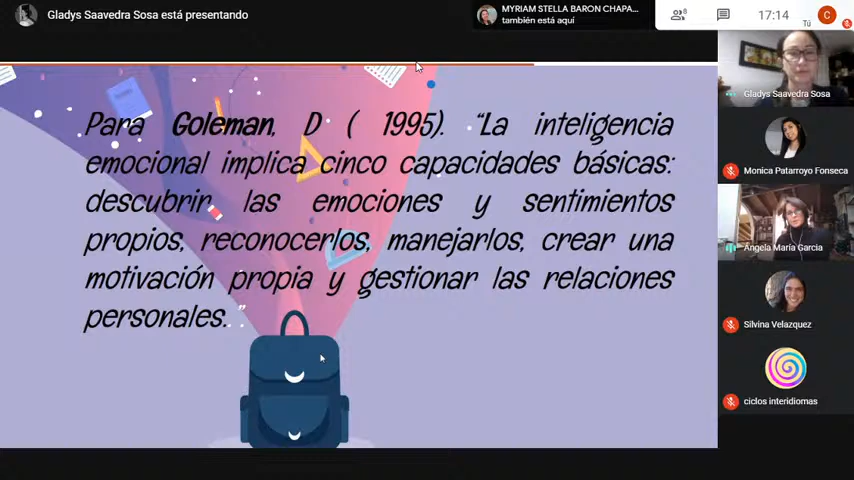 Gladys Saavedra Sosa está presentando
MYRIAM STELLA BARON CHAPA...
también está aquí
8
17:14
Tú
C
Para Goleman, D ( 1995). “La inteligencia
emocional implica cinco capacidades básicas:
descubrir las emociones y sentimientos
propios, reconocerlos, manejarlos, crear una
motivación propia y gestionar las relaciones
personales. .”
Gladys Saavedra Sosa
Monica Patarroyo Fonseca
Angela María García
Silvina Velazquez
ciclos interidiomas